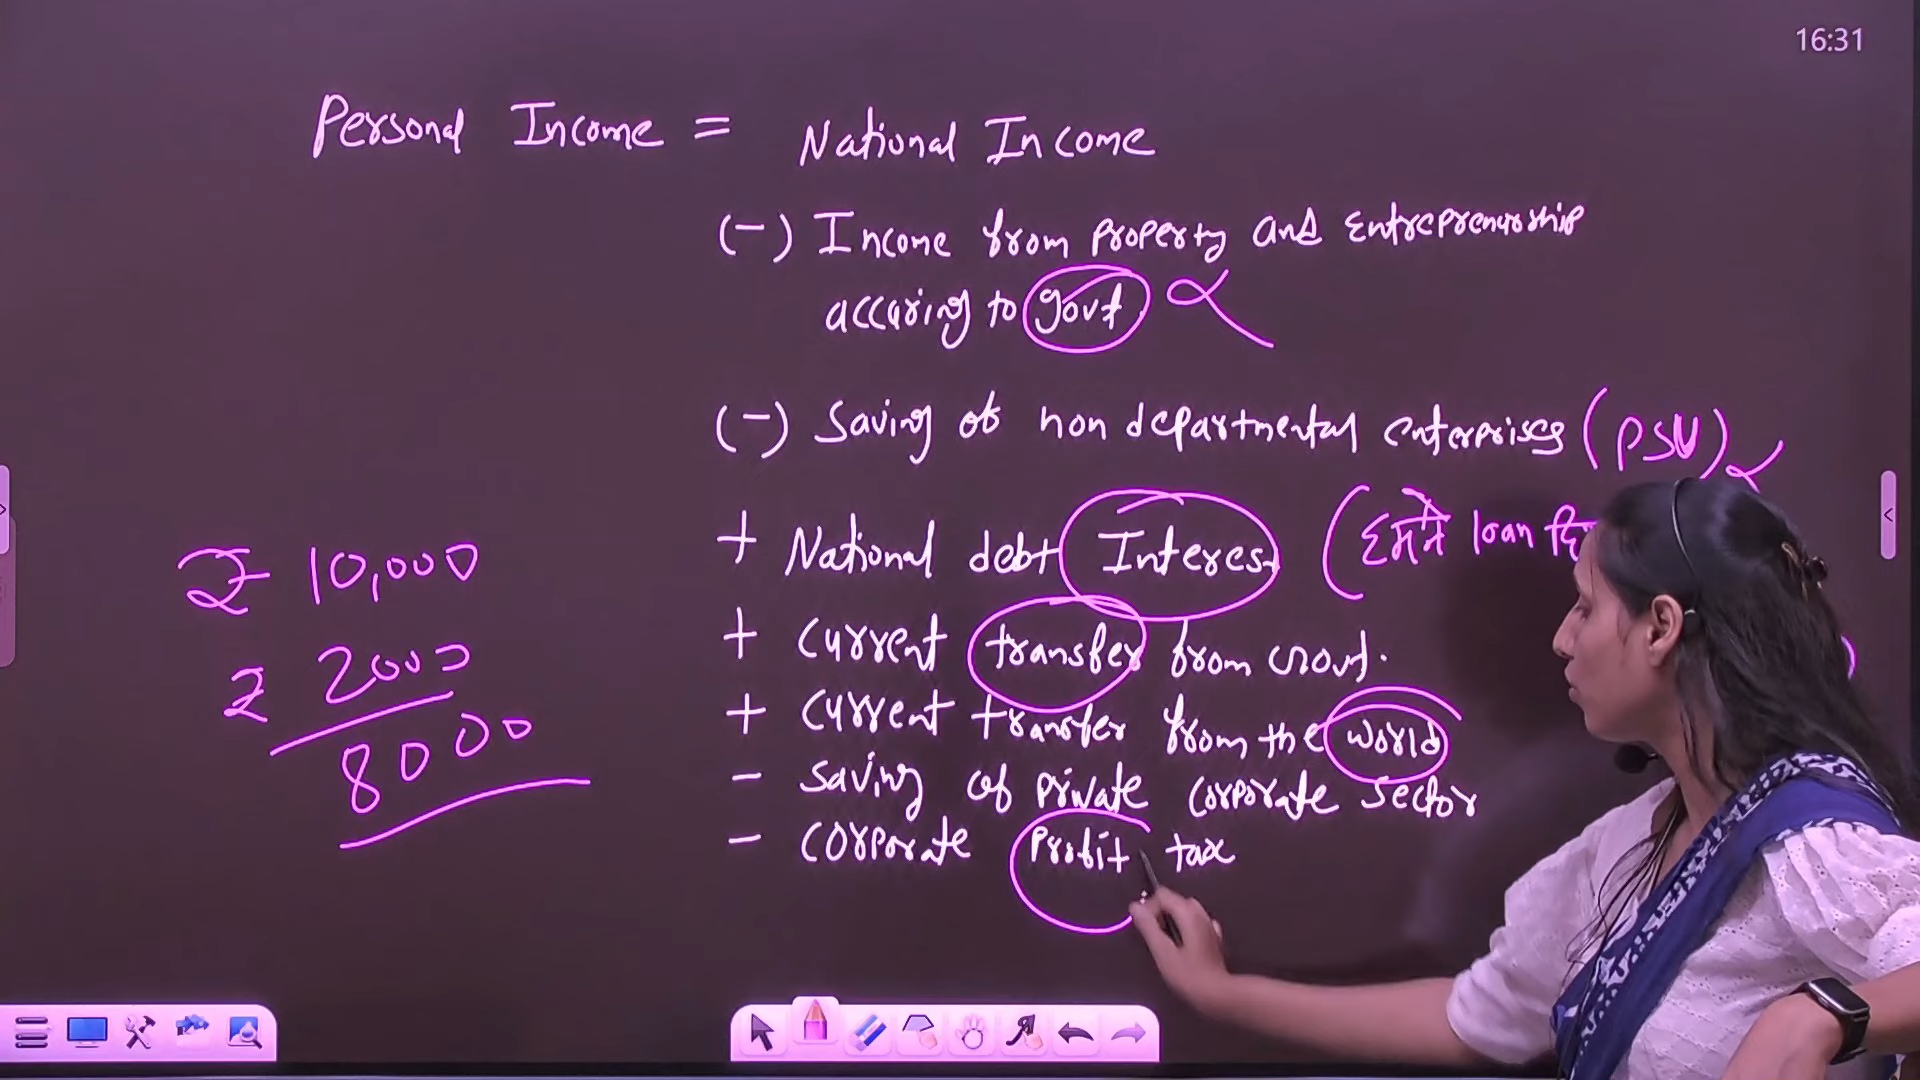 16:31
Personal Income = National Income
(-) Income from property and Entreprenurship
accuring to govt
(-) Saving of non departmental enterprises (PSU)
+ National debt Interest (हमने loan
+ Current transfer from Govt.
+ Current transfer from the world
- Saving of private corporate sector
- Corporate Profit tax
₹ 10,000
₹ 2000
8000